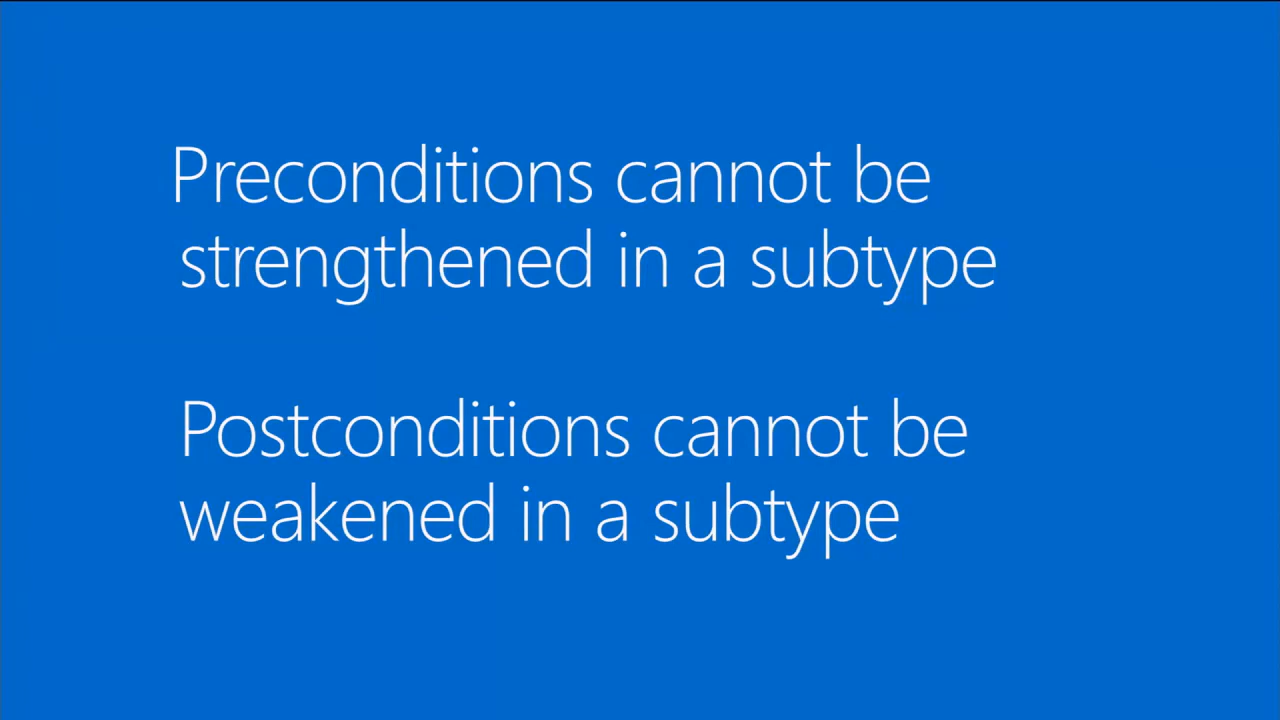 Preconditions cannot be
strengthened in a subtype
Postconditions cannot be
weakened in a subtype